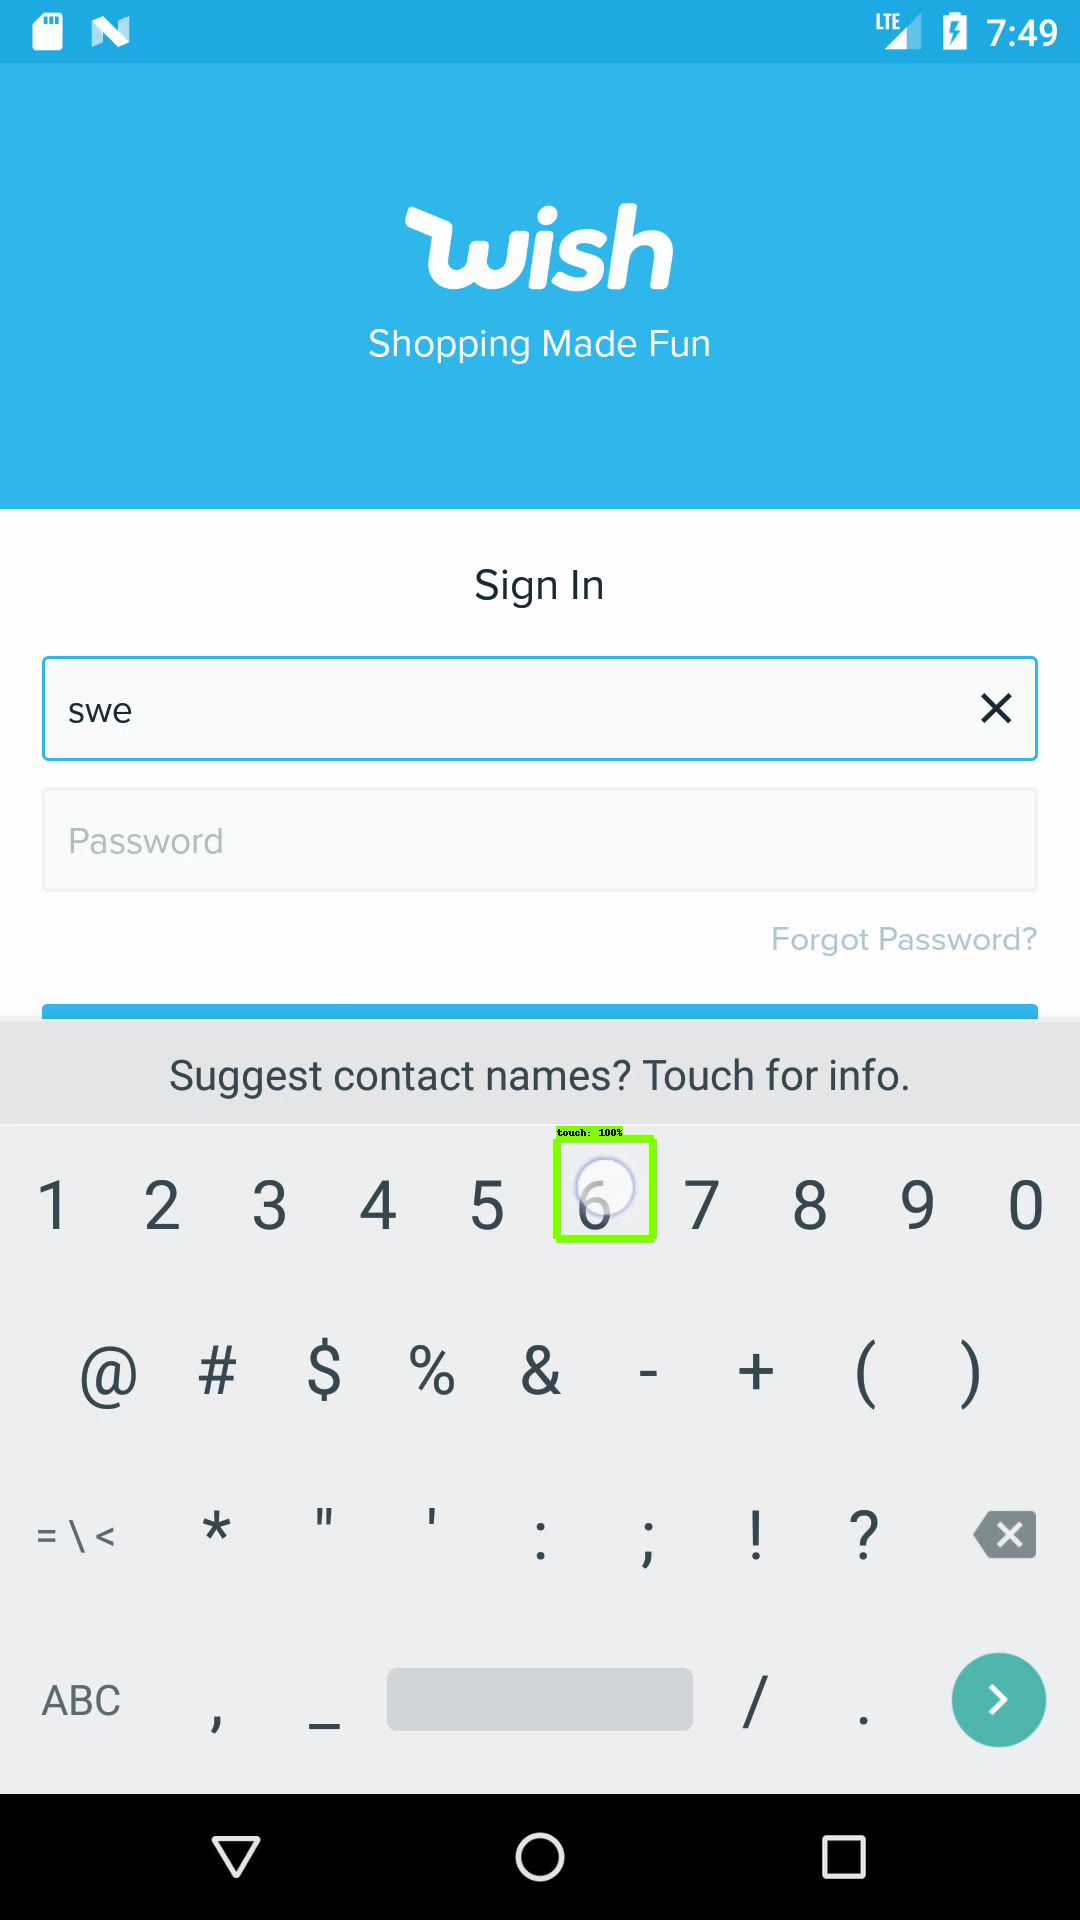 LTE 7:49
wish
Shopping Made Fun
Sign In
swe
Password
Forgot Password?
Suggest contact names? Touch for info.
touch: 100%
1 2 3 4 5 6 7 8 9 0
@ # $ % & - + ( )
= \ < * " ' : ; ! ?
ABC , _ / .